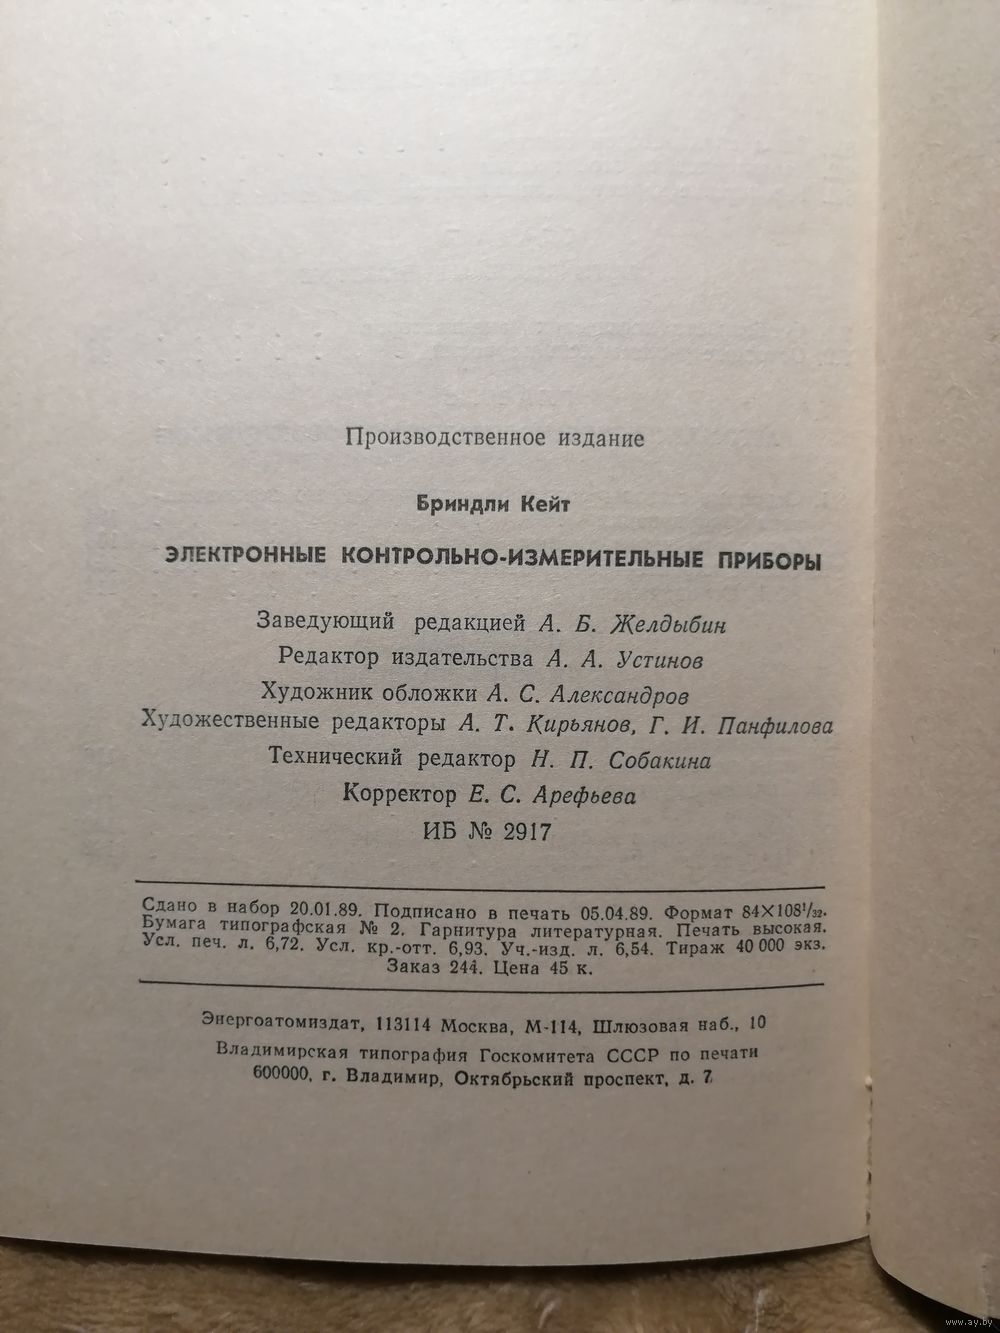 Производственное издание
Бриндли Кейт
ЭЛЕКТРОННЫЕ КОНТРОЛЬНО-ИЗМЕРИТЕЛЬНЫЕ ПРИБОРЫ
Заведующий редакцией А. Б. Желдыбин
Редактор издательства А. А. Устинов
Художник обложки А. С. Александров
Художественные редакторы А. Т. Кирьянов, Г. И. Панфилова
Технический редактор Н. П. Собакина
Корректор Е. С. Арефьева
ИБ № 2917
Сдано в набор 20.01.89. Подписано в печать 05.04.89. Формат 84×108¹/₃₂.
Бумага типографская № 2. Гарнитура литературная. Печать высокая.
Усл. печ. л. 6,72. Усл. кр.-отт. 6,93. Уч.-изд. л. 6,54. Тираж 40 000 экз.
Заказ 244. Цена 45 к.
Энергоатомиздат, 113114 Москва, М-114, Шлюзовая наб., 10
Владимирская типография Госкомитета СССР по печати
600000, г. Владимир, Октябрьский проспект, д. 7
www.ay.by